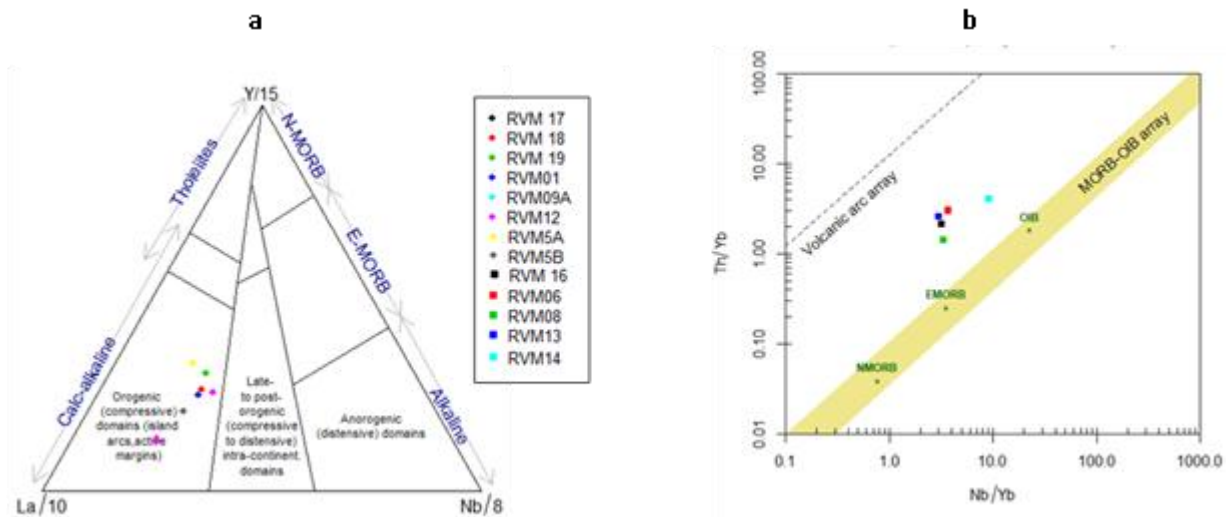 a
Y/15
Tholeiites
N-MORB
E-MORB
Alkaline
Calc-alkaline
Orogenic
(compressive)
domains (island
arcs,active
margins)
Late-
to post-
orogenic
(compressive
to distensive)
intra-continent.
domains
Anorogenic
(distensive) domains
La/10
Nb/8
RVM 17
RVM 18
RVM 19
RVM01
RVM09A
RVM12
RVM5A
RVM5B
RVM 16
RVM06
RVM08
RVM13
RVM14
b
Th/Yb
100.00
10.00
1.00
0.10
0.01
Volcanic arc array
MORB-OIB array
OIB
EMORB
NMORB
0.1
1.0
10.0
100.0
1000.0
Nb/Yb